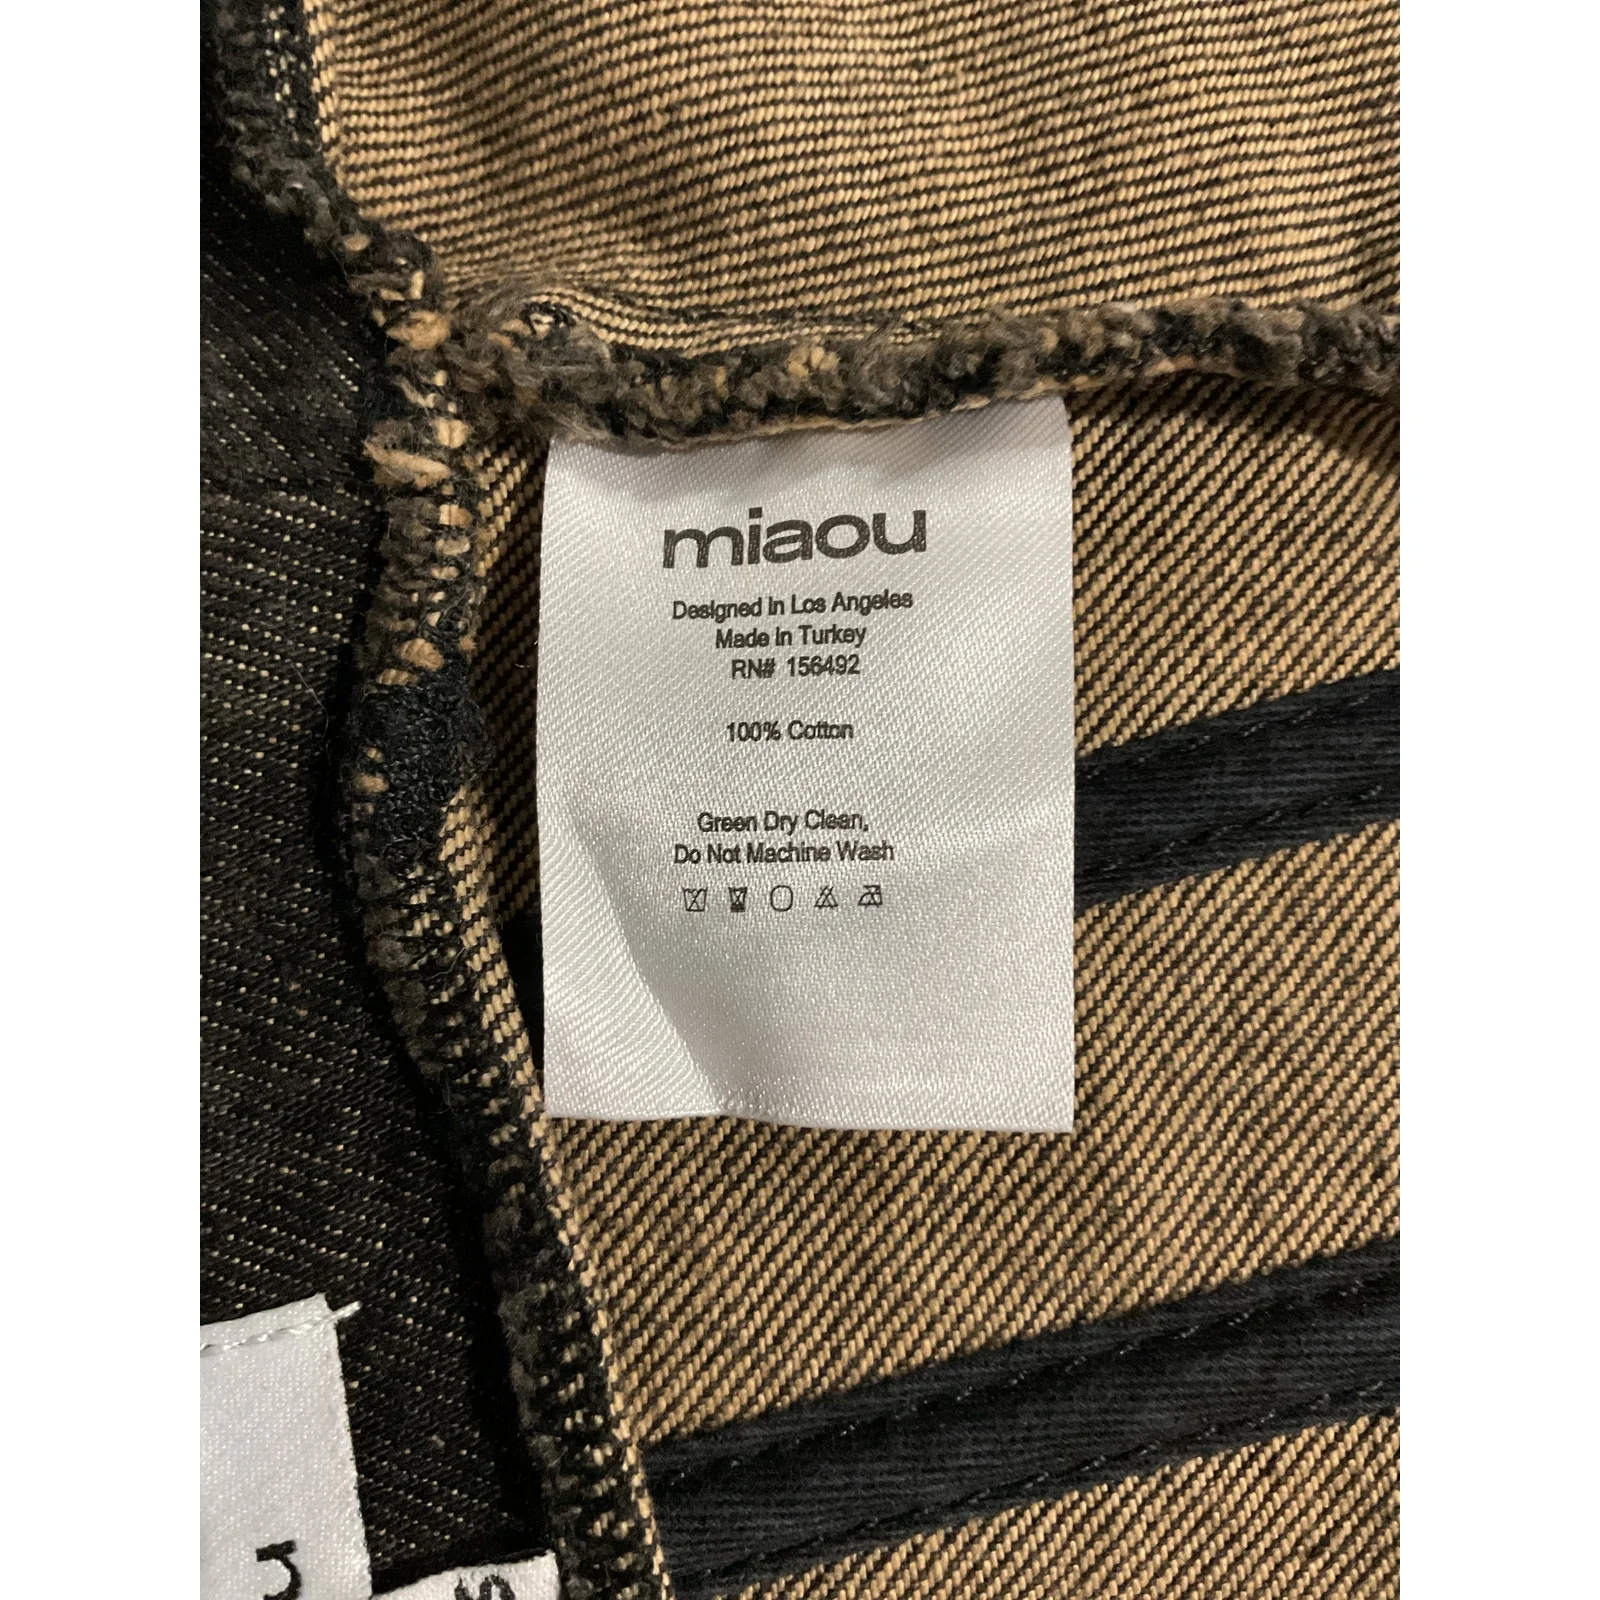 miaou
Designed in Los Angeles
Made in Turkey
RN# 156492
100% Cotton
Green Dry Clean,
Do Not Machine Wash
n
S